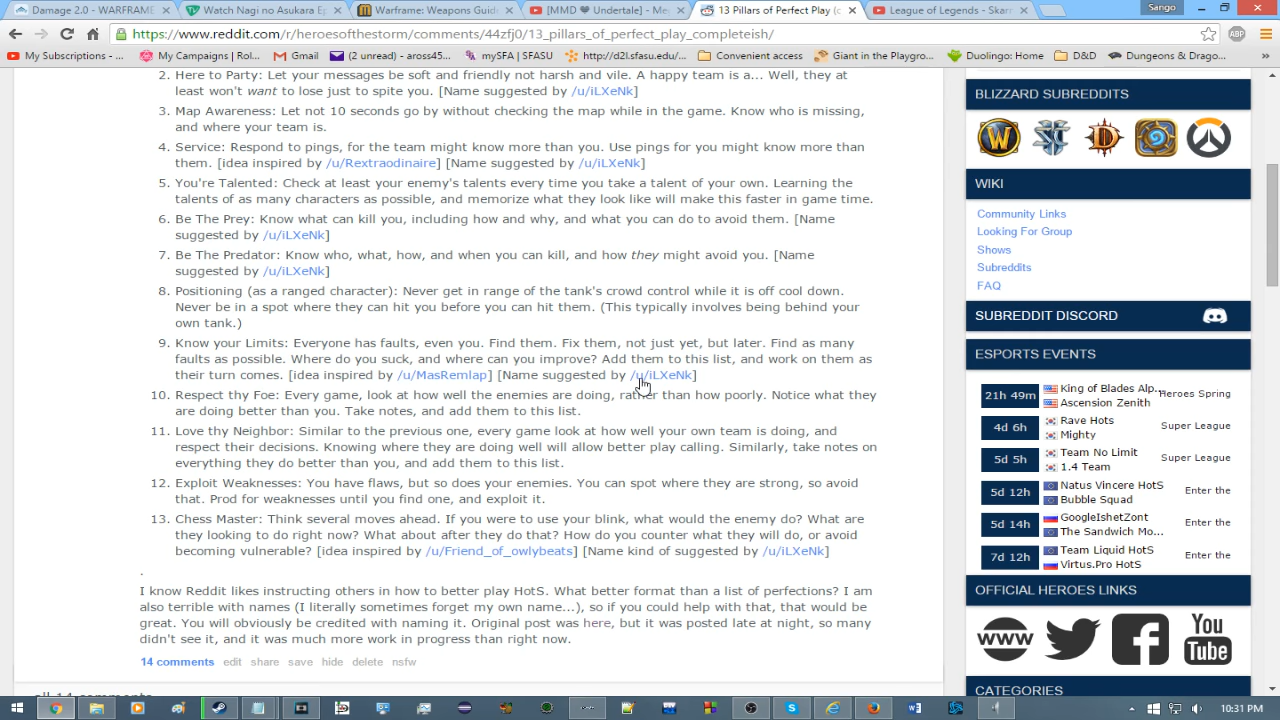 Damage 2.0 - WARFRAME
Watch Nagi no Asukara Ep
Warframe: Weapons Guide
[MMD ♥ Undertale] - Me
13 Pillars of Perfect Play (
League of Legends - Skarn
Sango
https://www.reddit.com/r/heroesofthestorm/comments/44zfj0/13_pillars_of_perfect_play_completeish/
ABP
My Subscriptions - ...
My Campaigns | Rol...
Gmail
(2 unread) - aross45...
mySFA | SFASU
http://d2l.sfasu.edu/...
Convenient access
Giant in the Playgro...
Duolingo: Home
D&D
Dungeons & Drago...
»
2. Here to Party: Let your messages be soft and friendly not harsh and vile. A happy team is a... Well, they at
least won't want to lose just to spite you. [Name suggested by /u/iLXeNk]
3. Map Awareness: Let not 10 seconds go by without checking the map while in the game. Know who is missing,
and where your team is.
4. Service: Respond to pings, for the team might know more than you. Use pings for you might know more than
them. [idea inspired by /u/Rextraodinaire] [Name suggested by /u/iLXeNk]
5. You're Talented: Check at least your enemy's talents every time you take a talent of your own. Learning the
talents of as many characters as possible, and memorize what they look like will make this faster in game time.
6. Be The Prey: Know what can kill you, including how and why, and what you can do to avoid them. [Name
suggested by /u/iLXeNk]
7. Be The Predator: Know who, what, how, and when you can kill, and how they might avoid you. [Name
suggested by /u/iLXeNk]
8. Positioning (as a ranged character): Never get in range of the tank's crowd control while it is off cool down.
Never be in a spot where they can hit you before you can hit them. (This typically involves being behind your
own tank.)
9. Know your Limits: Everyone has faults, even you. Find them. Fix them, not just yet, but later. Find as many
faults as possible. Where do you suck, and where can you improve? Add them to this list, and work on them as
their turn comes. [idea inspired by /u/MasRemlap] [Name suggested by /u/iLXeNk]
10. Respect thy Foe: Every game, look at how well the enemies are doing, rather than how poorly. Notice what they
are doing better than you. Take notes, and add them to this list.
11. Love thy Neighbor: Similar to the previous one, every game look at how well your own team is doing, and
respect their decisions. Knowing where they are doing well will allow better play calling. Similarly, take notes on
everything they do better than you, and add them to this list.
12. Exploit Weaknesses: You have flaws, but so does your enemies. You can spot where they are strong, so avoid
that. Prod for weaknesses until you find one, and exploit it.
13. Chess Master: Think several moves ahead. If you were to use your blink, what would the enemy do? What are
they looking to do right now? What about after they do that? How do you counter what they will do, or avoid
becoming vulnerable? [idea inspired by /u/Friend_of_owlybeats] [Name kind of suggested by /u/iLXeNk]
.
I know Reddit likes instructing others in how to better play HotS. What better format than a list of perfections? I am
also terrible with names (I literally sometimes forget my own name...), so if you could help with that, that would be
great. You will obviously be credited with naming it. Original post was here, but it was posted late at night, so many
didn't see it, and it was much more work in progress than right now.
14 comments edit share save hide delete nsfw
all 14 comments
BLIZZARD SUBREDDITS
WIKI
Community Links
Looking For Group
Shows
Subreddits
FAQ
SUBREDDIT DISCORD
ESPORTS EVENTS
21h 49m King of Blades Alp... Heroes Spring
Ascension Zenith
4d 6h Rave Hots Super League
Mighty
5d 5h Team No Limit Super League
1.4 Team
5d 12h Natus Vincere HotS Enter the
Bubble Squad
5d 14h GoogleIshetZont Enter the
The Sandwich Mo...
7d 12h Team Liquid HotS Enter the
Virtus.Pro HotS
OFFICIAL HEROES LINKS
www
You
Tube
CATEGORIES
10:31 PM